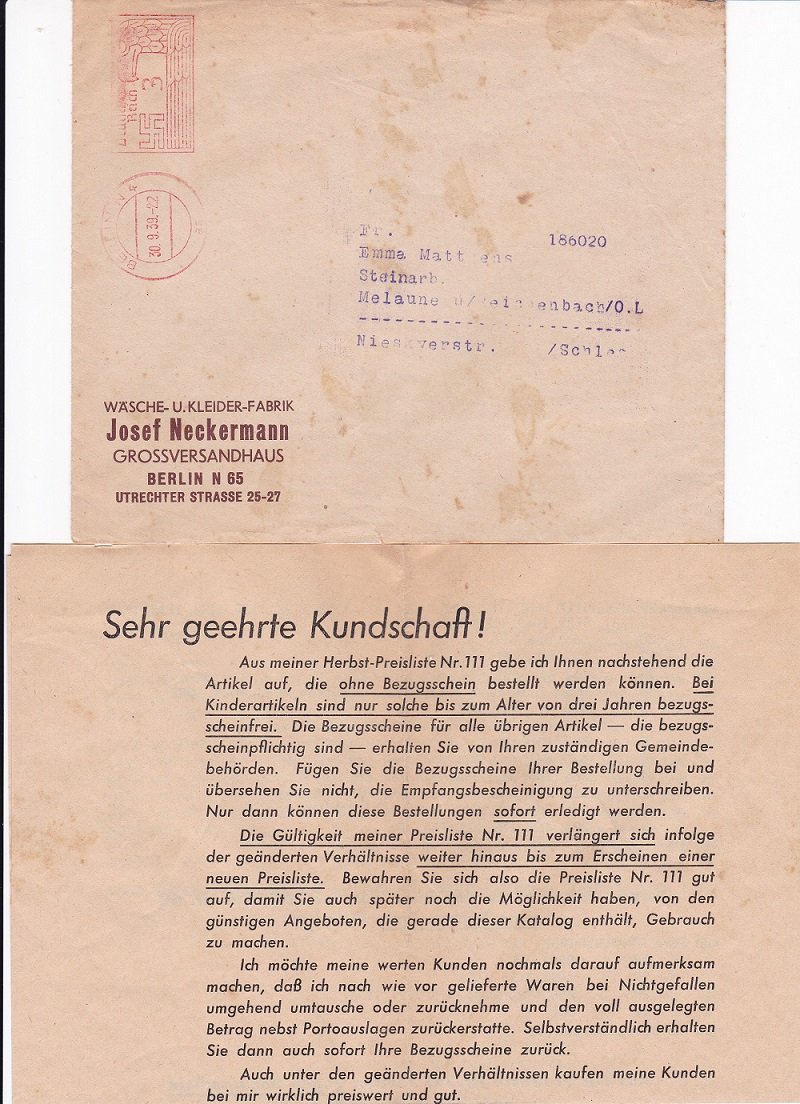 Reich
3
30.9.39.-22
Fr.
186020
Emma Matt ens
Steinarb.
Melaune
enbach/O.L
WÄSCHE- U. KLEIDER-FABRIK
Josef Neckermann
GROSSVERSANDHAUS
BERLIN N 65
UTRECHTER STRASSE 25-27
Sehr geehrte Kundschaft!
Aus meiner Herbst-Preisliste Nr. 111 gebe ich Ihnen nachstehend die
Artikel auf, die ohne Bezugsschein bestellt werden können. Bei
Kinderartikeln sind nur solche bis zum Alter von drei Jahren bezugs-
scheinfrei. Die Bezugsscheine für alle übrigen Artikel — die bezugs-
scheinpflichtig sind — erhalten Sie von Ihren zuständigen Gemeinde-
behörden. Fügen Sie die Bezugsscheine Ihrer Bestellung bei und
übersehen Sie nicht, die Empfangsbescheinigung zu unterschreiben.
Nur dann können diese Bestellungen sofort erledigt werden.
Die Gültigkeit meiner Preisliste Nr. 111 verlängert sich infolge
der geänderten Verhältnisse weiter hinaus bis zum Erscheinen einer
neuen Preisliste. Bewahren Sie sich also die Preisliste Nr. 111 gut
auf, damit Sie auch später noch die Möglichkeit haben, von den
günstigen Angeboten, die gerade dieser Katalog enthält, Gebrauch
zu machen.
Ich möchte meine werten Kunden nochmals darauf aufmerksam
machen, daß ich nach wie vor gelieferte Waren bei Nichtgefallen
umgehend umtausche oder zurücknehme und den voll ausgelegten
Betrag nebst Portoauslagen zurückerstatte. Selbstverständlich erhalten
Sie dann auch sofort Ihre Bezugsscheine zurück.
Auch unter den geänderten Verhältnissen kaufen meine Kunden
bei mir wirklich preiswert und gut.